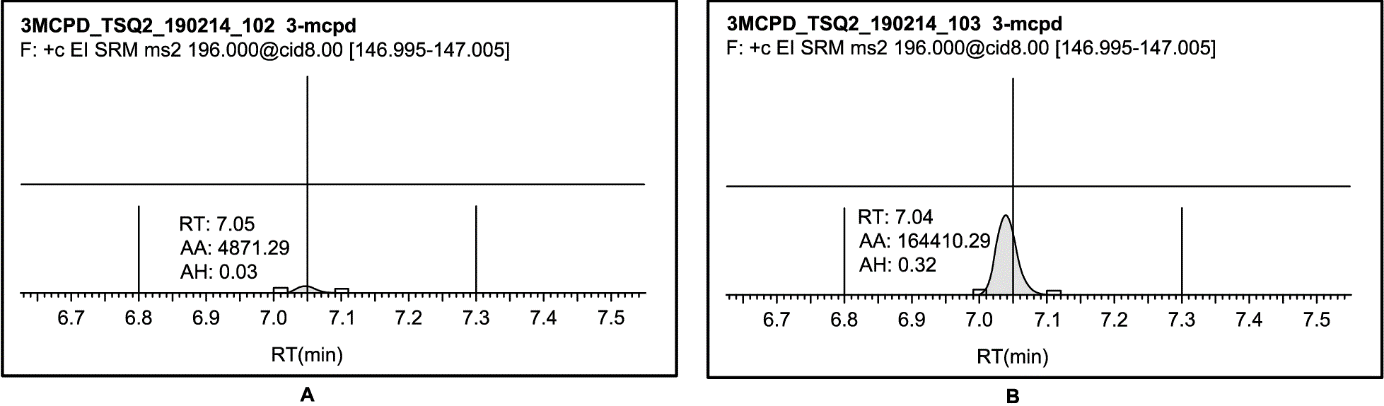 3MCPD_TSQ2_190214_102 3-mcpd
F: +c EI SRM ms2 196.000@cid8.00 [146.995-147.005]
RT: 7.05
AA: 4871.29
AH: 0.03
6.7 6.8 6.9 7.0 7.1 7.2 7.3 7.4 7.5
RT(min)
A
3MCPD_TSQ2_190214_103 3-mcpd
F: +c EI SRM ms2 196.000@cid8.00 [146.995-147.005]
RT: 7.04
AA: 164410.29
AH: 0.32
6.7 6.8 6.9 7.0 7.1 7.2 7.3 7.4 7.5
RT(min)
B